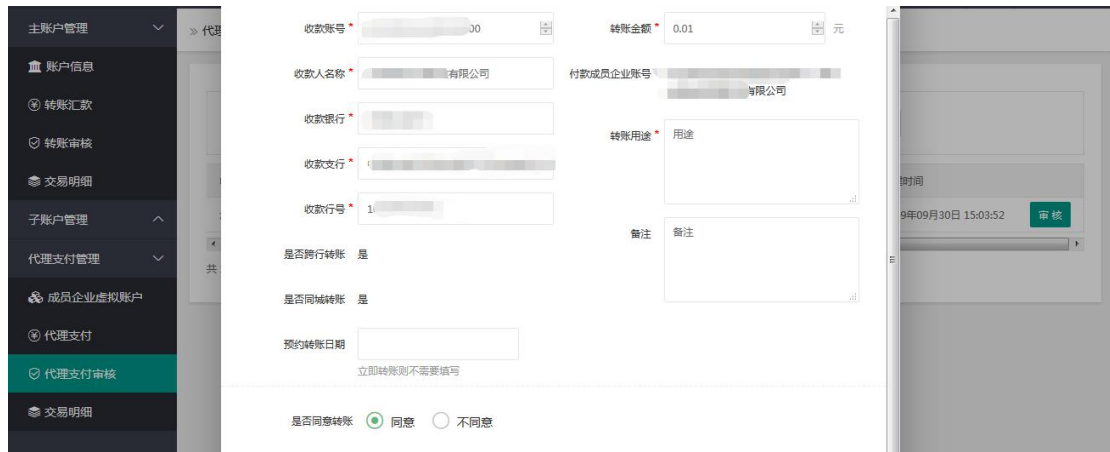 主账户管理
账户信息
转账汇款
转账审核
交易明细
子账户管理
代理支付管理
成员企业虚拟账户
代理支付
代理支付审核
交易明细
» 代理
共
收款账号 *
00
收款人名称 *
有限公司
收款银行 *
收款支行 *
收款行号 *
是否跨行转账 是
是否同城转账 是
预约转账日期
立即转账则不需要填写
是否同意转账 同意 不同意
转账金额 * 0.01 元
付款成员企业账号
有限公司
转账用途 * 用途
备注 备注
时间
9年09月30日 15:03:52 审核